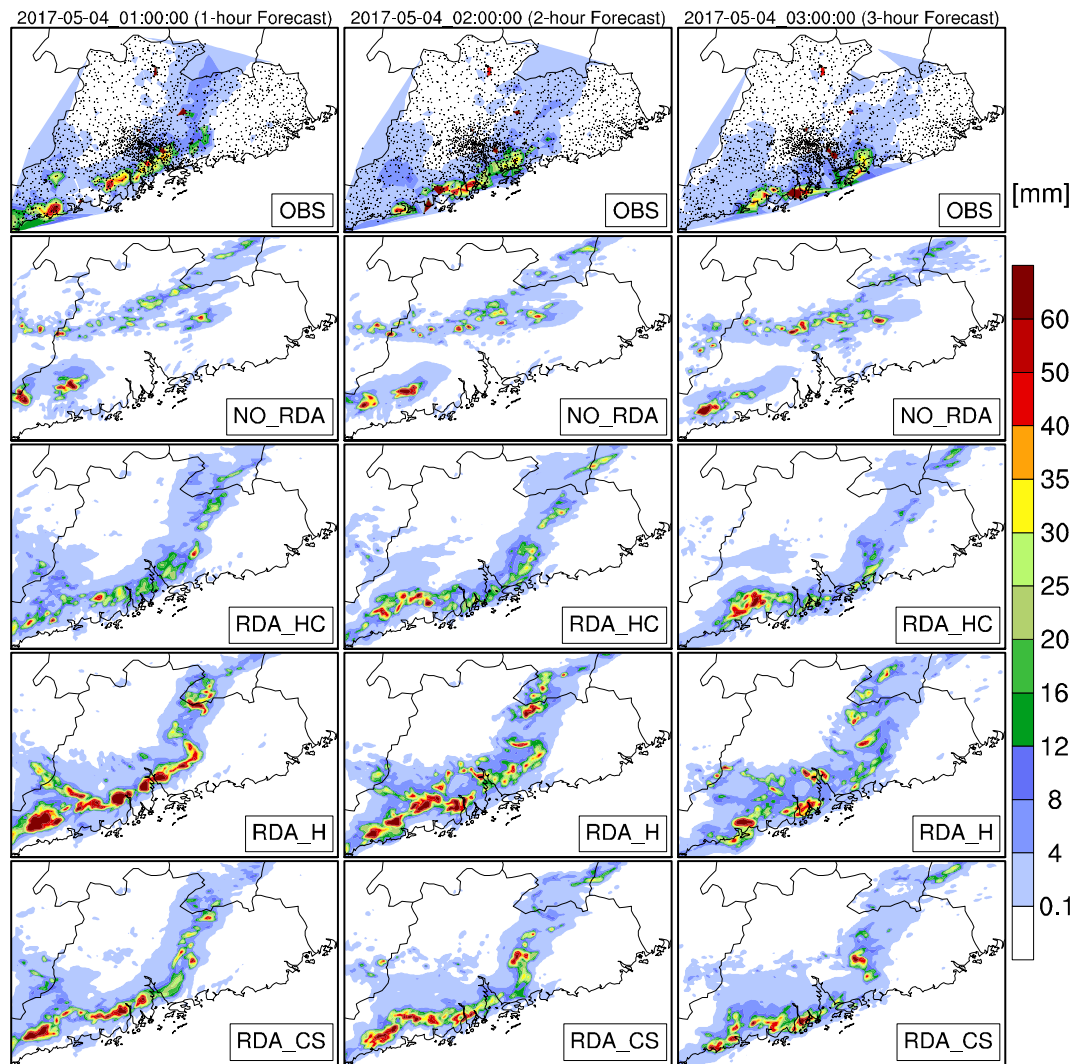 2017-05-04_01:00:00 (1-hour Forecast) 2017-05-04_02:00:00 (2-hour Forecast) 2017-05-04_03:00:00 (3-hour Forecast)
OBS OBS OBS
[mm]
NO_RDA NO_RDA NO_RDA
RDA_HC RDA_HC RDA_HC
RDA_H RDA_H RDA_H
RDA_CS RDA_CS RDA_CS
60
50
40
35
30
25
20
16
12
8
4
0.1